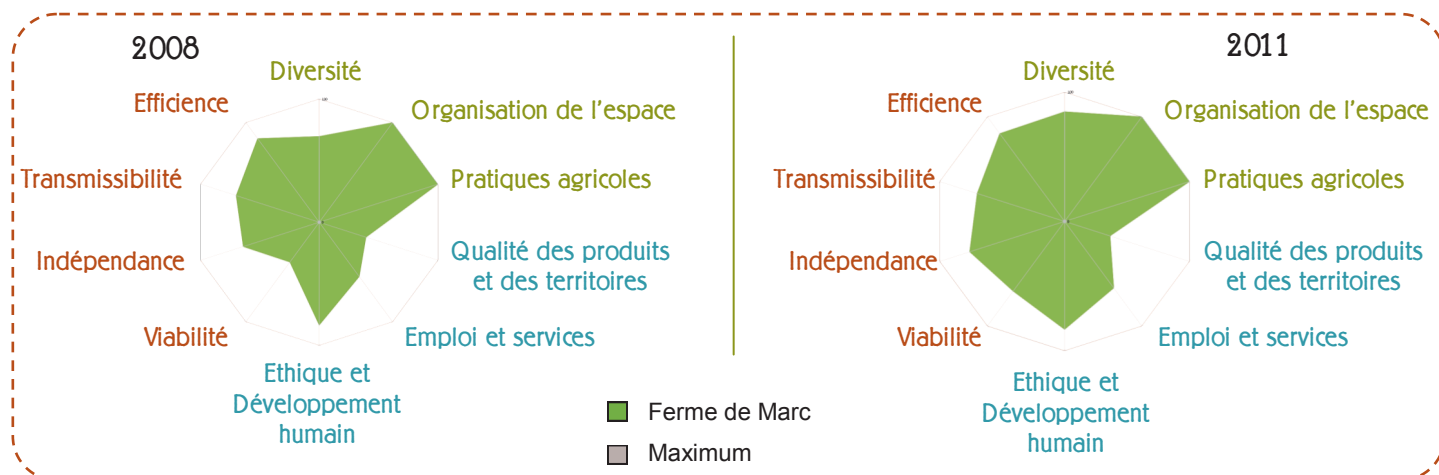 2008
Diversité
Efficience
Organisation de l'espace
Transmissibilité
Pratiques agricoles
Indépendance
Qualité des produits
et des territoires
Viabilité
Emploi et services
Ethique et
Développement
humain
2011
Diversité
Efficience
Organisation de l'espace
Transmissibilité
Pratiques agricoles
Indépendance
Qualité des produits
et des territoires
Viabilité
Emploi et services
Ethique et
Développement
humain
Ferme de Marc
Maximum